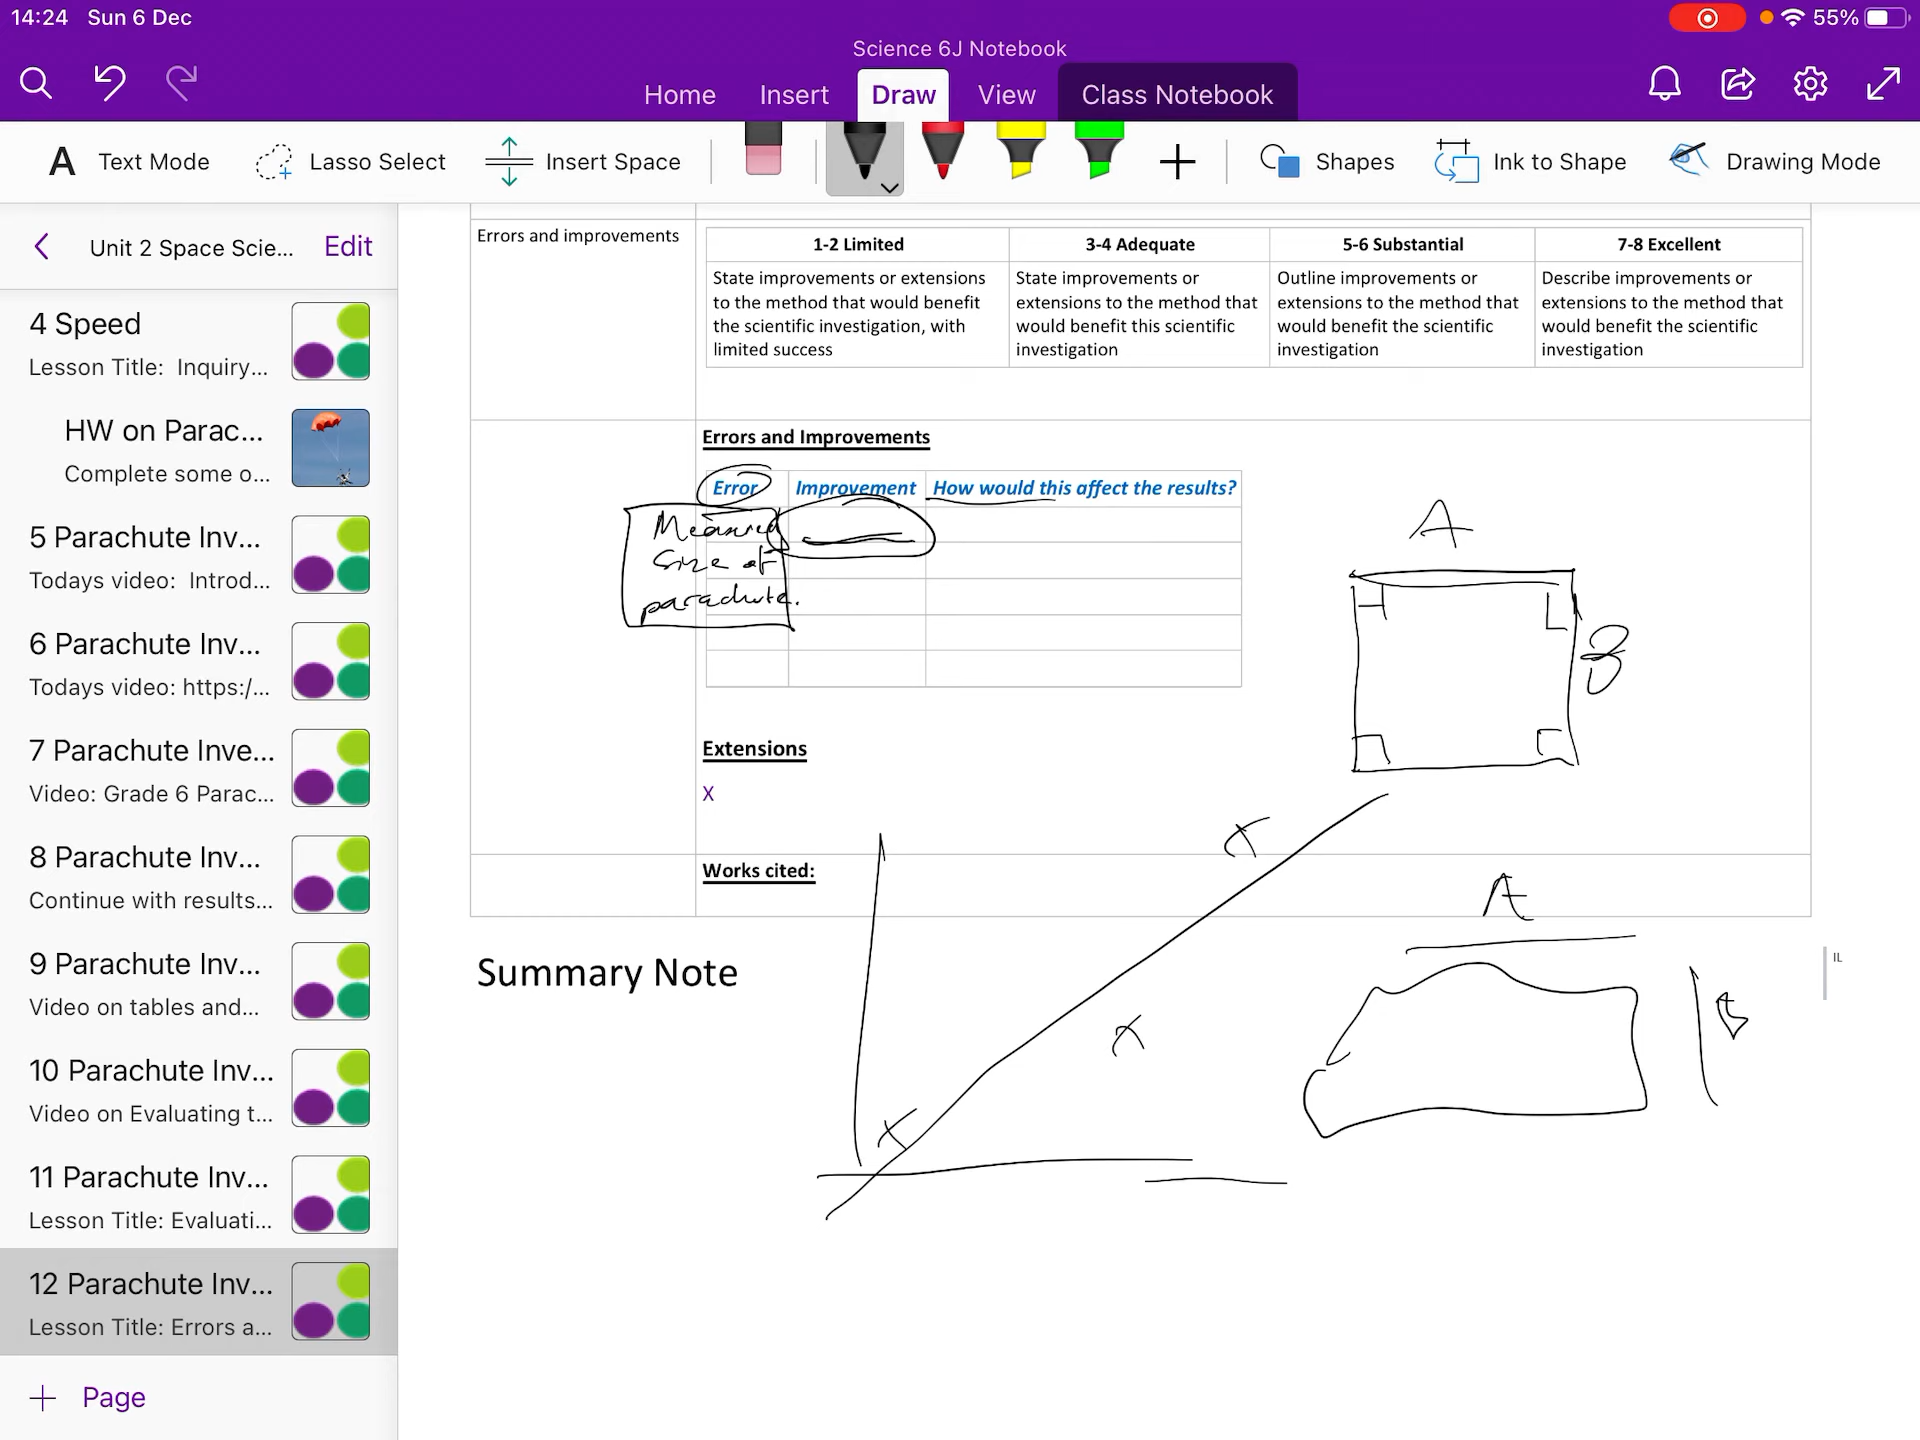 14:24 Sun 6 Dec
55%
Science 6J Notebook
Home Insert Draw View Class Notebook
A Text Mode Lasso Select Insert Space Shapes Ink to Shape Drawing Mode
Unit 2 Space Scie... Edit
4 Speed
Lesson Title: Inquiry...
HW on Parac...
Complete some o...
5 Parachute Inv...
Todays video: Introd...
6 Parachute Inv...
Todays video: https:/...
7 Parachute Inve...
Video: Grade 6 Parac...
8 Parachute Inv...
Continue with results...
9 Parachute Inv...
Video on tables and...
10 Parachute Inv...
Video on Evaluating t...
11 Parachute Inv...
Lesson Title: Evaluati...
12 Parachute Inv...
Lesson Title: Errors a...
Page
Errors and improvements
1-2 Limited
State improvements or extensions
to the method that would benefit
the scientific investigation, with
limited success
3-4 Adequate
State improvements or
extensions to the method that
would benefit this scientific
investigation
5-6 Substantial
Outline improvements or
extensions to the method that
would benefit the scientific
investigation
7-8 Excellent
Describe improvements or
extensions to the method that
would benefit the scientific
investigation
Errors and Improvements
Error Improvement How would this affect the results?
Measured
Size of
parachute.
A
B
Extensions
X
x
Works cited:
A
Summary Note
IL
B
x
x